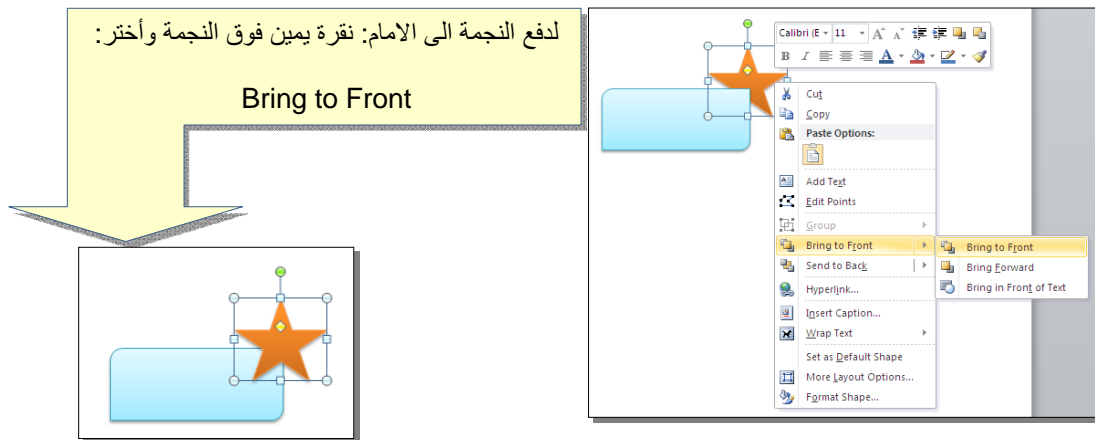 لدفع النجمة الى الامام: نقرة يمين فوق النجمة وأختر:
Bring to Front
Calibri (E 11 A A
B I A
Cut
Copy
Paste Options:
Add Text
Edit Points
Group
Bring to Front
Send to Back
Hyperlink...
Insert Caption...
Wrap Text
Set as Default Shape
More Layout Options...
Format Shape...
Bring to Front
Bring Forward
Bring in Front of Text